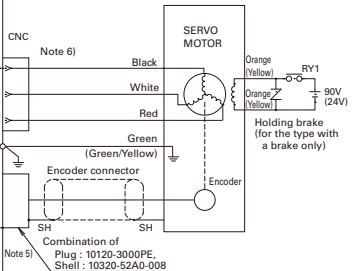 CNC
Note 6)
SERVO
MOTOR
Black
White
Red
Green
(Green/Yellow)
Orange
(Yellow)
RY1
Orange
(Yellow)
90V
(24V)
Holding brake
(for the type with
a brake only)
Encoder connector
Encoder
SH
SH
Note 5)
Combination of
Plug : 10120-3000PE,
Shell : 10320-52A0-008